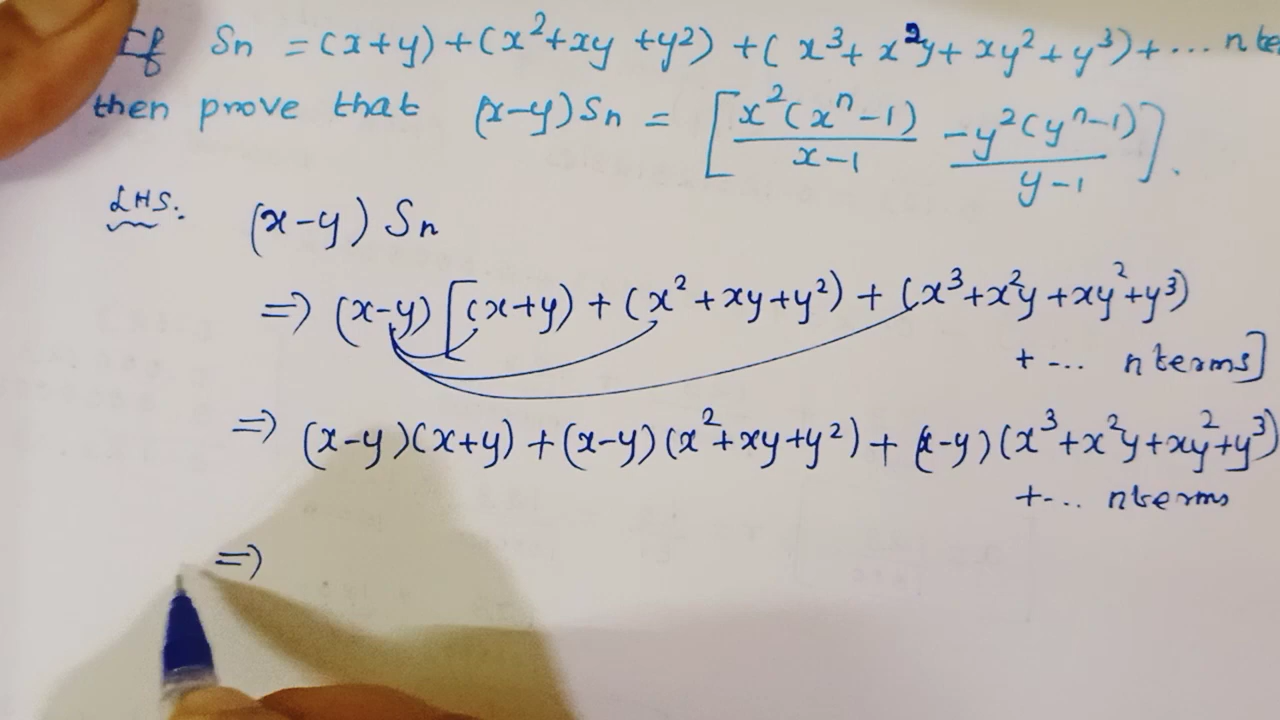 If Sn = (x+y) + (x²+xy+y²) + (x³+x²y+xy²+y³)+... n te
then prove that (x-y)Sn = [x²(xⁿ-1)/x-1 -y²(yⁿ-1)/y-1].
LHS: (x-y) Sn
=> (x-y) [(x+y) + (x²+xy+y²) + (x³+x²y+xy²+y³)
+ ... n terms]
=> (x-y)(x+y) + (x-y)(x²+xy+y²) + (x-y)(x³+x²y+xy²+y³)
+... n terms
=>